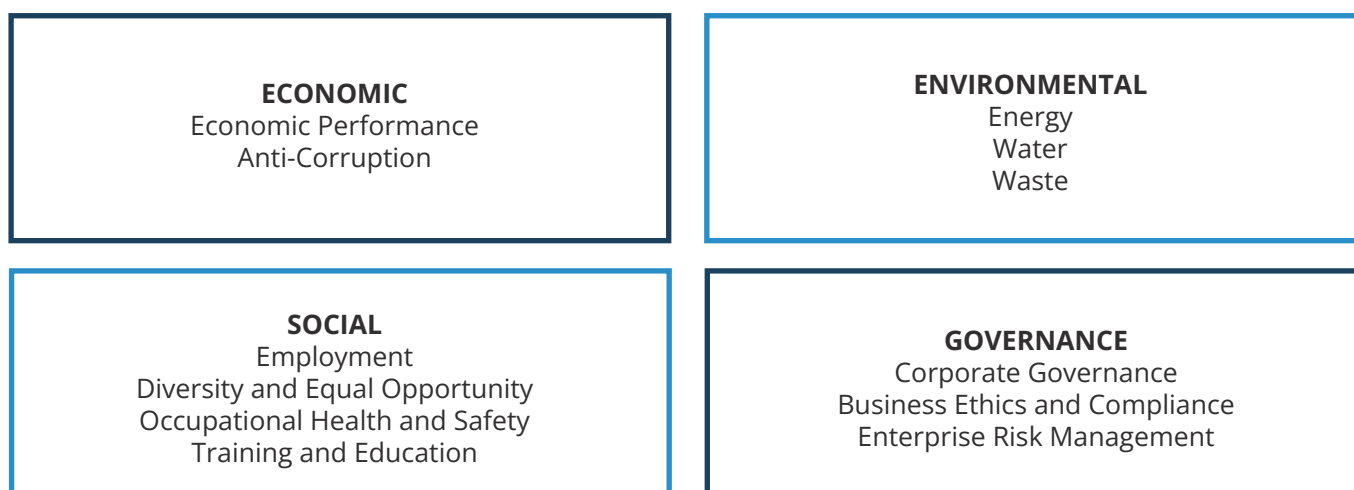 ECONOMIC
Economic Performance
Anti-Corruption
ENVIRONMENTAL
Energy
Water
Waste
SOCIAL
Employment
Diversity and Equal Opportunity
Occupational Health and Safety
Training and Education
GOVERNANCE
Corporate Governance
Business Ethics and Compliance
Enterprise Risk Management